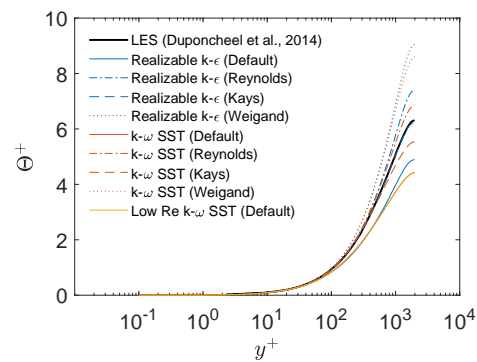 10
8
6
4
2
0
Θ⁺
LES (Duponcheel et al., 2014)
Realizable k-ϵ (Default)
Realizable k-ϵ (Reynolds)
Realizable k-ϵ (Kays)
Realizable k-ϵ (Weigand)
k-ω SST (Default)
k-ω SST (Reynolds)
k-ω SST (Kays)
k-ω SST (Weigand)
Low Re k-ω SST (Default)
10⁻¹ 10⁰ 10¹ 10² 10³ 10⁴
y⁺